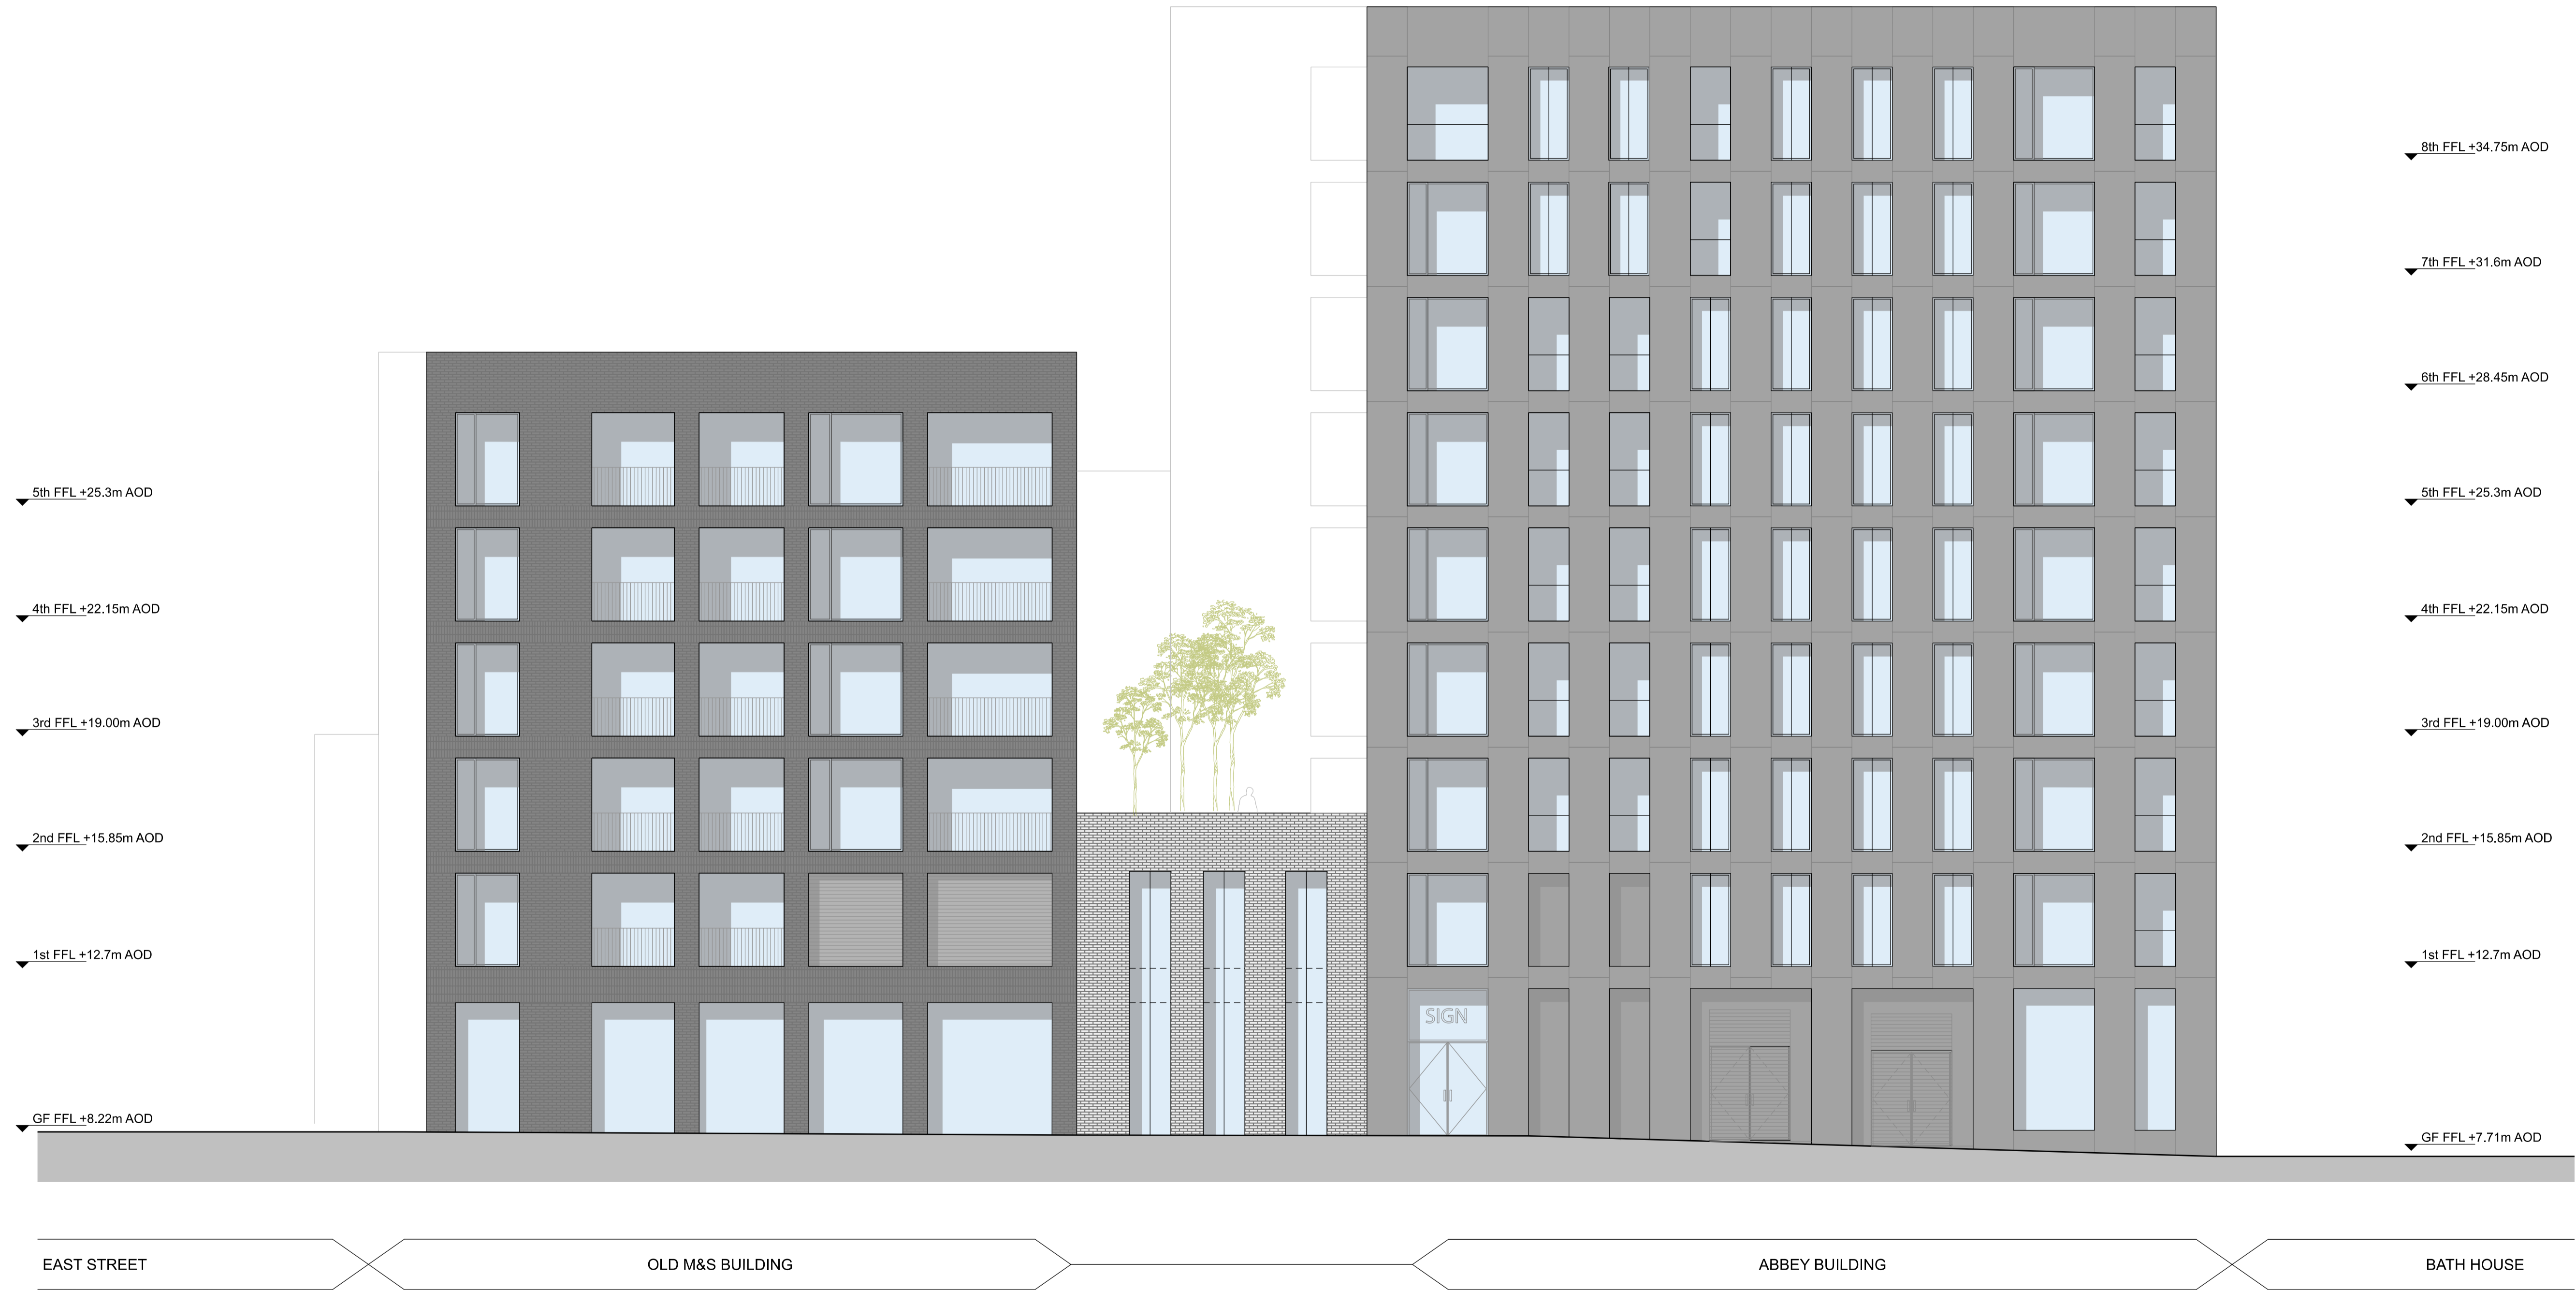 8th FFL +34.75m AOD
7th FFL +31.6m AOD
6th FFL +28.45m AOD
5th FFL +25.3m AOD
5th FFL +25.3m AOD
4th FFL +22.15m AOD
4th FFL +22.15m AOD
3rd FFL +19.00m AOD
3rd FFL +19.00m AOD
2nd FFL +15.85m AOD
2nd FFL +15.85m AOD
1st FFL +12.7m AOD
1st FFL +12.7m AOD
SIGN
GF FFL +8.22m AOD
GF FFL +7.71m AOD
EAST STREET
OLD M&S BUILDING
ABBEY BUILDING
BATH HOUSE